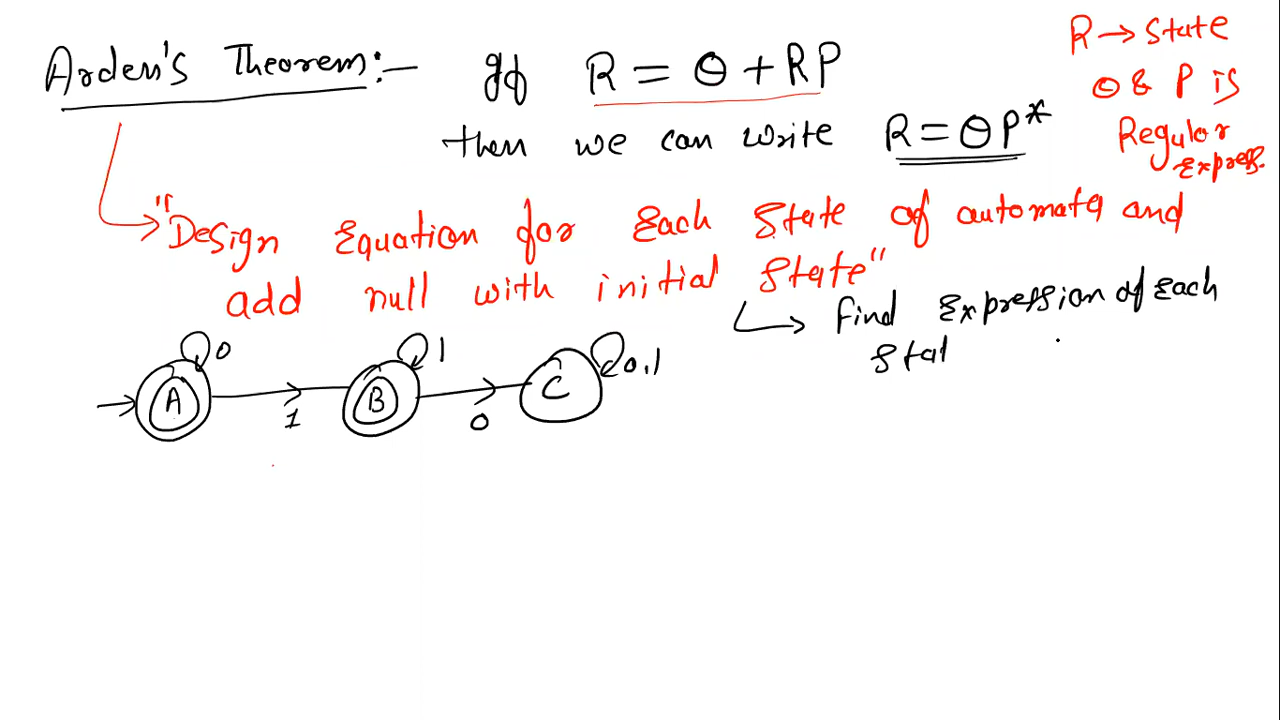 Arden's Theorem:- If R = Q + RP
then we can write R = QP*
R → State
Q & P is
Regular
Express.
"Design Equation for Each State of automata and
add null with initial State"
Find Expression of Each
Stat
0 1 0,1
A B C
1 0